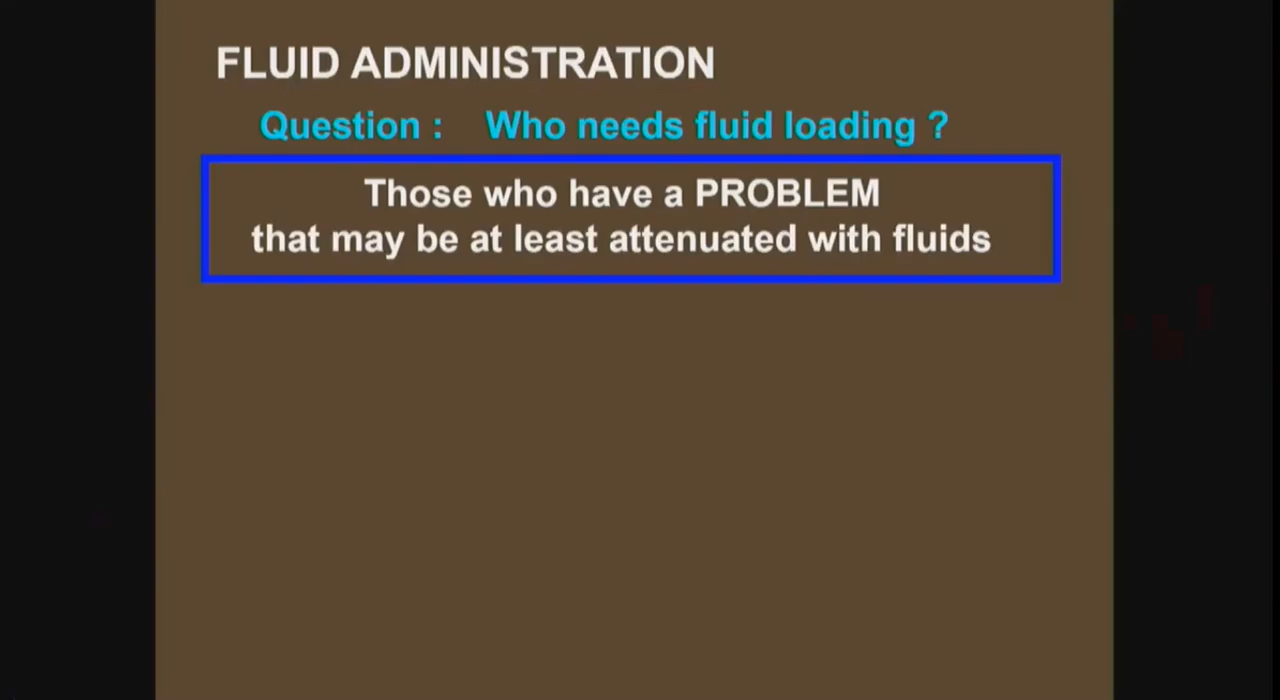 FLUID ADMINISTRATION
Question : Who needs fluid loading ?
Those who have a PROBLEM
that may be at least attenuated with fluids